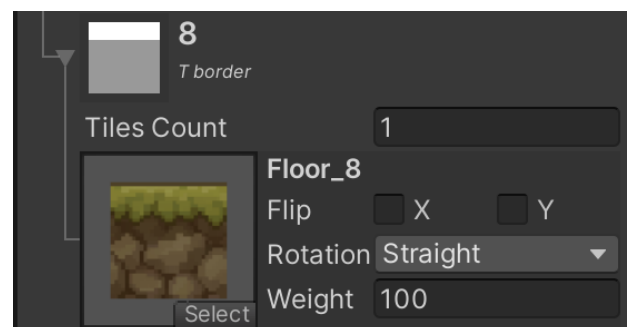 8
T border
Tiles Count 1
Floor_8
Flip X Y
Rotation Straight
Weight 100
Select